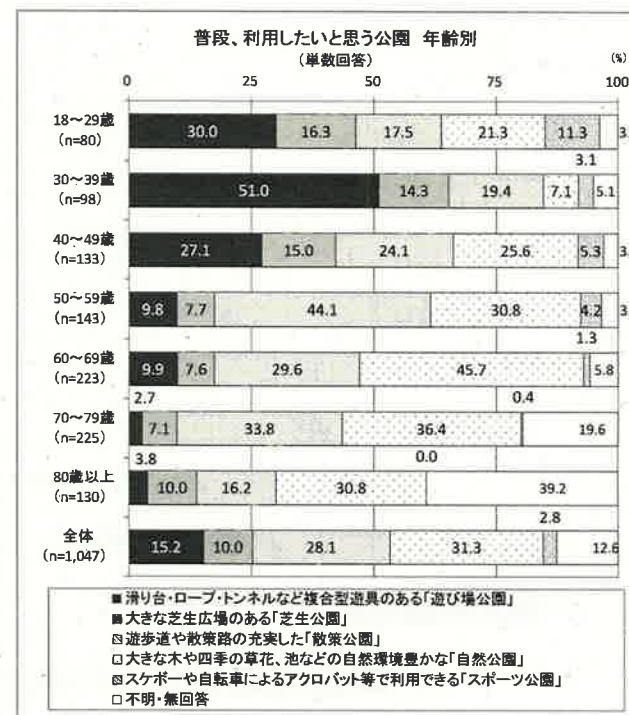 普段、利用したいと思う公園 年齢別
(単数回答)
(%)
0 25 50 75 100
18～29歳
(n=80)
30.0 16.3 17.5 21.3 11.3 3.
3.1
30～39歳
(n=98)
51.0 14.3 19.4 7.1 5.1
40～49歳
(n=133)
27.1 15.0 24.1 25.6 5.3 3.
50～59歳
(n=143)
9.8 7.7 44.1 30.8 4.2 3.
1.3
60～69歳
(n=223)
9.9 7.6 29.6 45.7 5.8
2.7 0.4
70～79歳
(n=225)
7.1 33.8 36.4 19.6
3.8 0.0
80歳以上
(n=130)
10.0 16.2 30.8 39.2
2.8
全体
(n=1,047)
15.2 10.0 28.1 31.3 12.6
■滑り台・ロープ・トンネルなど複合型遊具のある「遊び場公園」
■大きな芝生広場のある「芝生公園」
□遊歩道や散策路の充実した「散策公園」
□大きな木や四季の草花、池などの自然環境豊かな「自然公園」
□スケボーや自転車によるアクロバット等で利用できる「スポーツ公園」
□不明・無回答